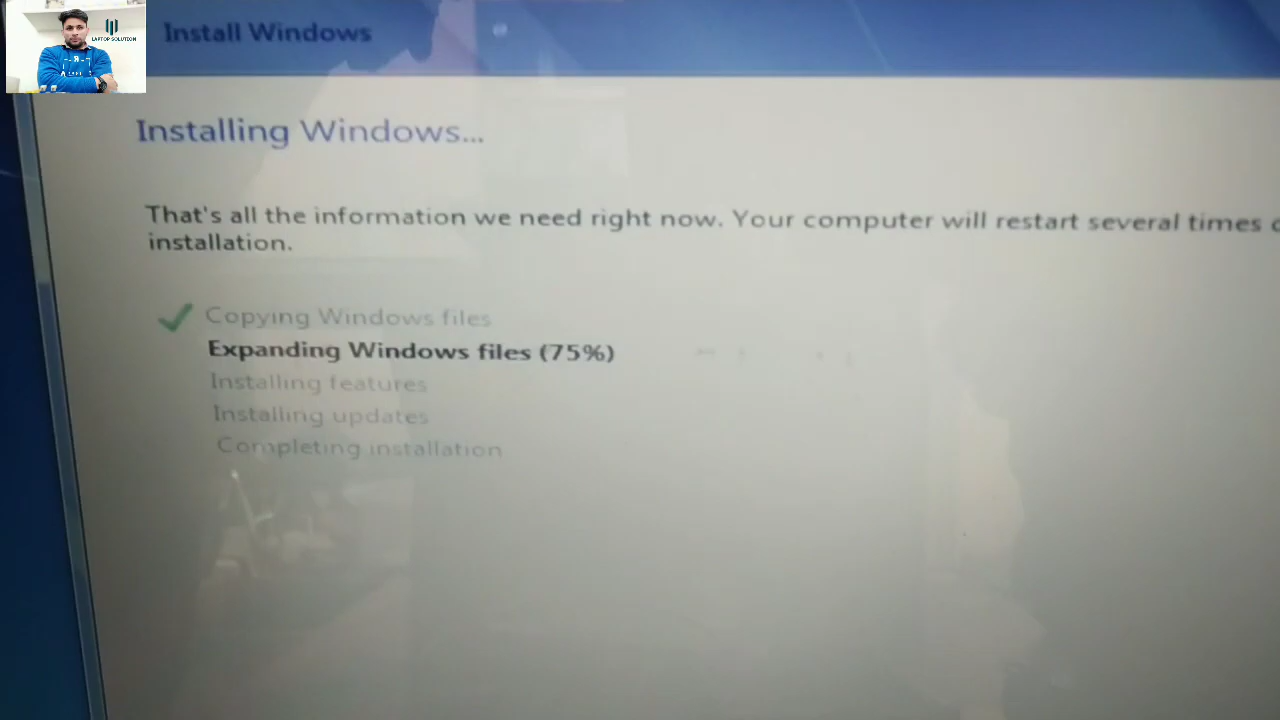 LAPTOP SOLUTION
Install Windows
Installing Windows...
That's all the information we need right now. Your computer will restart several times
installation.
Copying Windows files
Expanding Windows files (75%)
Installing features
Installing updates
Completing installation